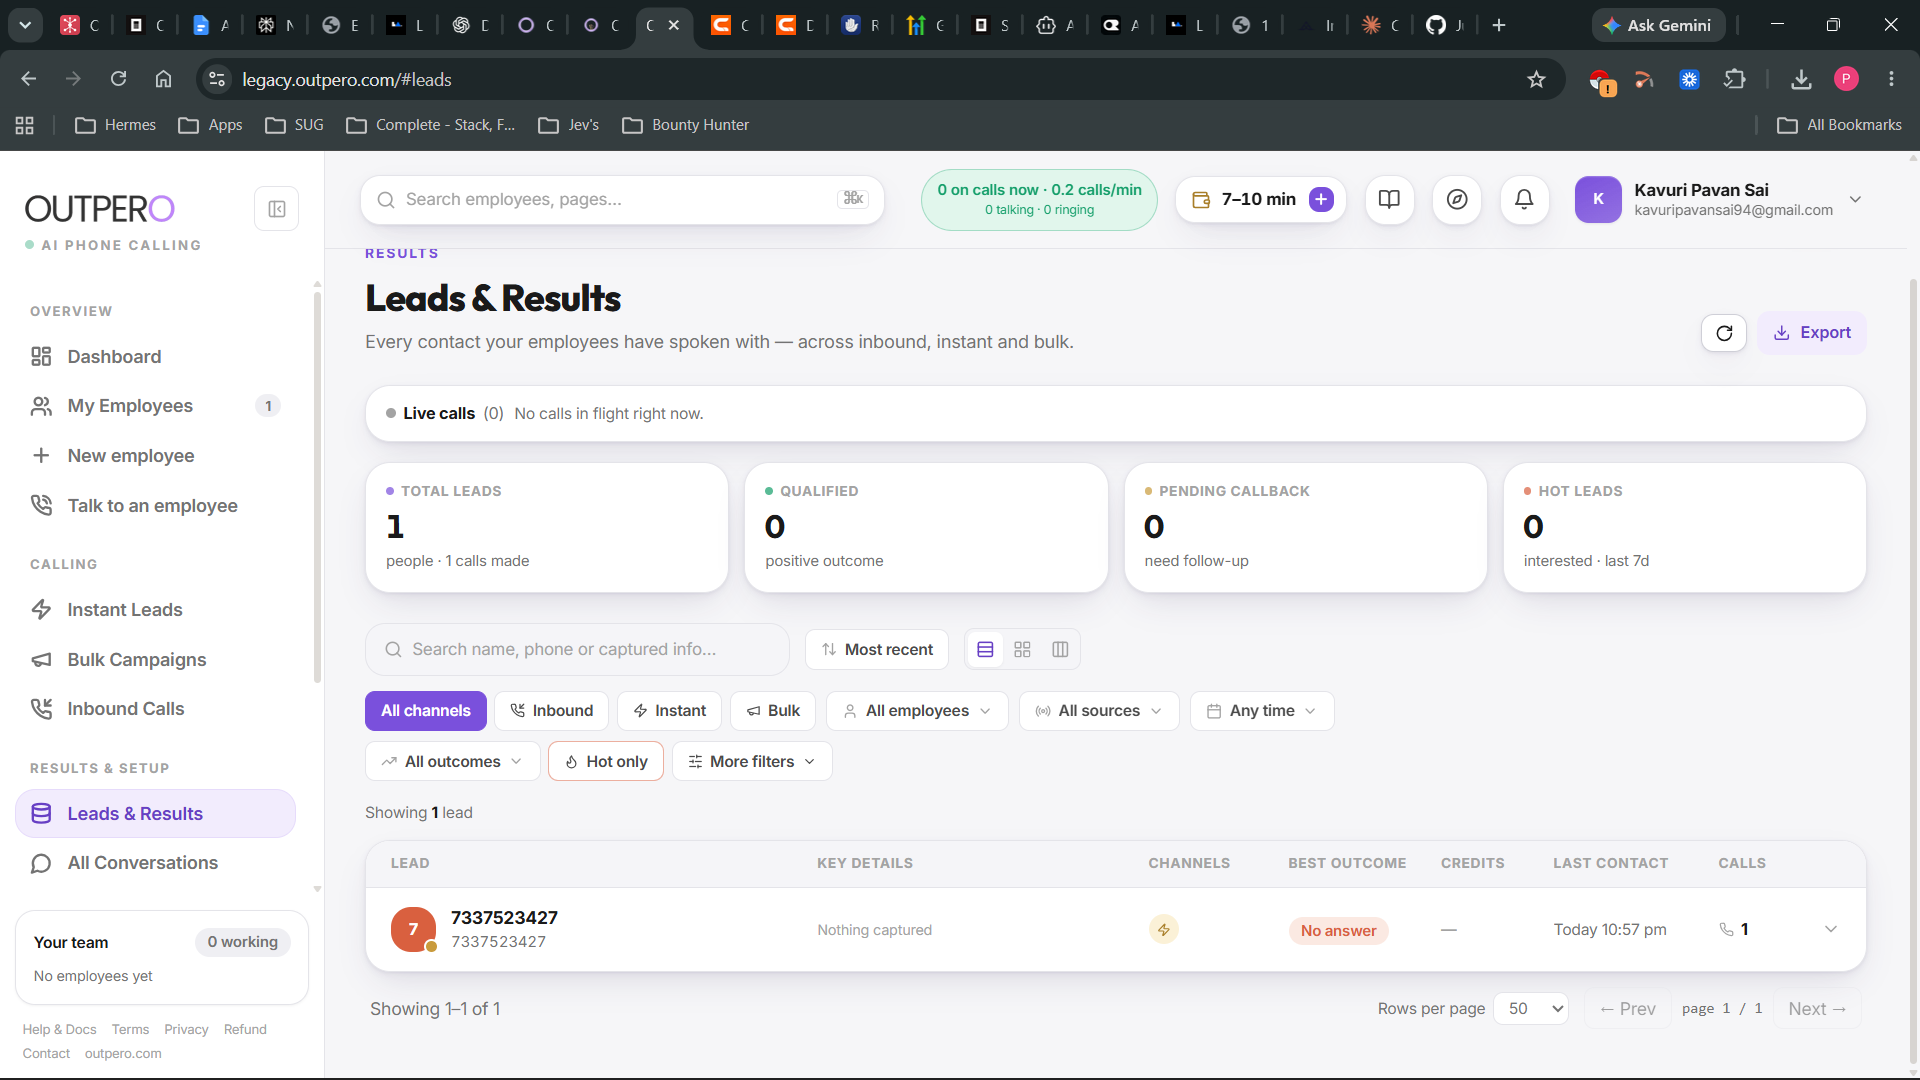 Ask Gemini
legacy.outpero.com/#leads
Hermes
Apps
SUG
Complete - Stack, F...
Jev's
Bounty Hunter
All Bookmarks
OUTPERO
AI PHONE CALLING
Search employees, pages...
⌘k
0 on calls now · 0.2 calls/min
0 talking · 0 ringing
7–10 min
K
Kavuri Pavan Sai
kavuripavansai94@gmail.com
OVERVIEW
Dashboard
My Employees
1
New employee
Talk to an employee
CALLING
Instant Leads
Bulk Campaigns
Inbound Calls
RESULTS & SETUP
Leads & Results
All Conversations
Your team
0 working
No employees yet
Help & Docs
Terms
Privacy
Refund
Contact
outpero.com
RESULTS
Leads & Results
Every contact your employees have spoken with — across inbound, instant and bulk.
Export
Live calls (0) No calls in flight right now.
TOTAL LEADS
1
people · 1 calls made
QUALIFIED
0
positive outcome
PENDING CALLBACK
0
need follow-up
HOT LEADS
0
interested · last 7d
Search name, phone or captured info...
Most recent
All channels
Inbound
Instant
Bulk
All employees
All sources
Any time
All outcomes
Hot only
More filters
Showing 1 lead
LEAD
KEY DETAILS
CHANNELS
BEST OUTCOME
CREDITS
LAST CONTACT
CALLS
7
7337523427
7337523427
Nothing captured
No answer
—
Today 10:57 pm
1
Showing 1–1 of 1
Rows per page
50
← Prev
page 1 / 1
Next →